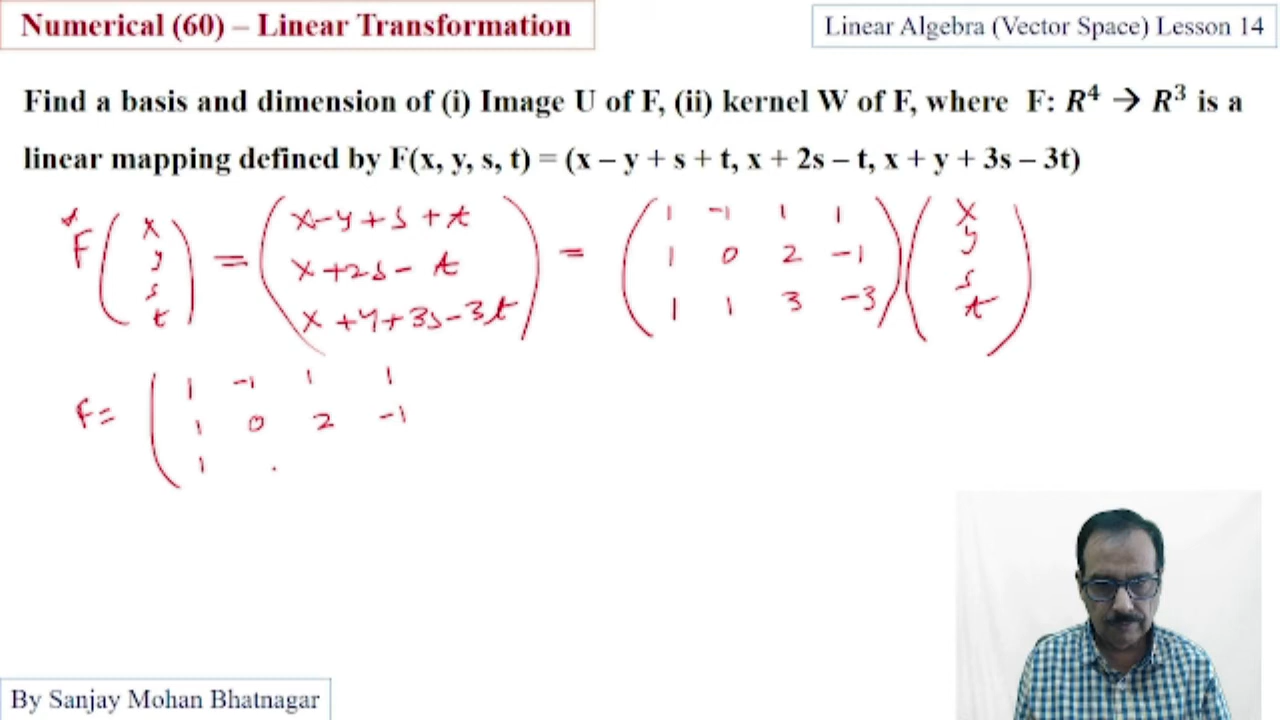 Numerical (60) – Linear Transformation
Linear Algebra (Vector Space) Lesson 14
Find a basis and dimension of (i) Image U of F, (ii) kernel W of F, where F: R⁴ → R³ is a
linear mapping defined by F(x, y, s, t) = (x – y + s + t, x + 2s – t, x + y + 3s – 3t)
F ( x y s t ) = ( x-y+s+t x+2s-t x+y+3s-3t ) = ( 1 -1 1 1 1 0 2 -1 1 1 3 -3 ) ( x y s t )
F= ( 1 -1 1 1
1 0 2 -1
1
By Sanjay Mohan Bhatnagar